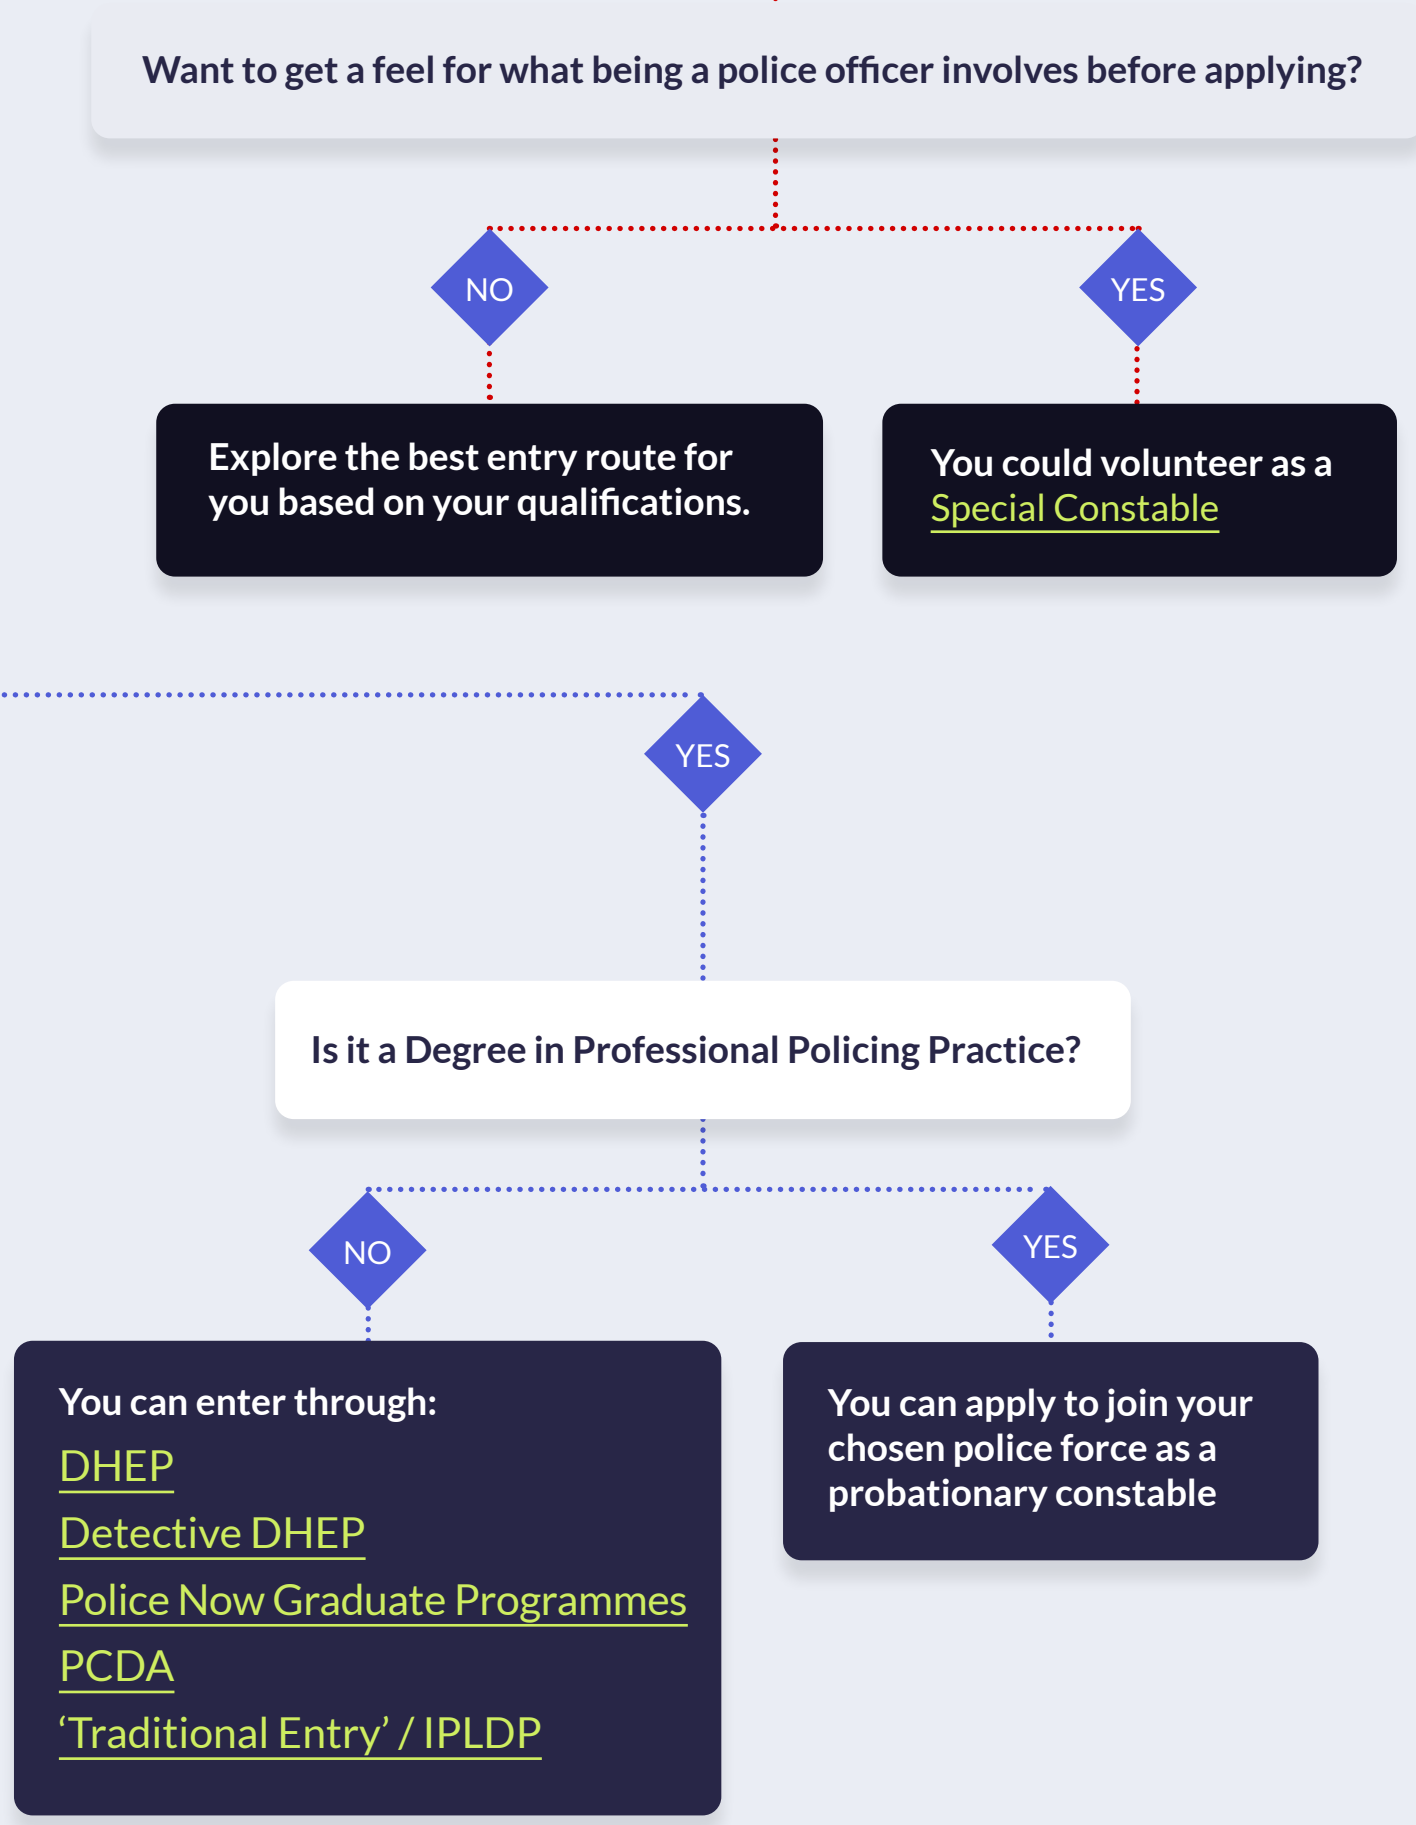 Want to get a feel for what being a police officer involves before applying?
NO
YES
Explore the best entry route for
you based on your qualifications.
You could volunteer as a
Special Constable
YES
Is it a Degree in Professional Policing Practice?
NO
YES
You can enter through:
DHEP
Detective DHEP
Police Now Graduate Programmes
PCDA
‘Traditional Entry’ / IPLDP
You can apply to join your
chosen police force as a
probationary constable